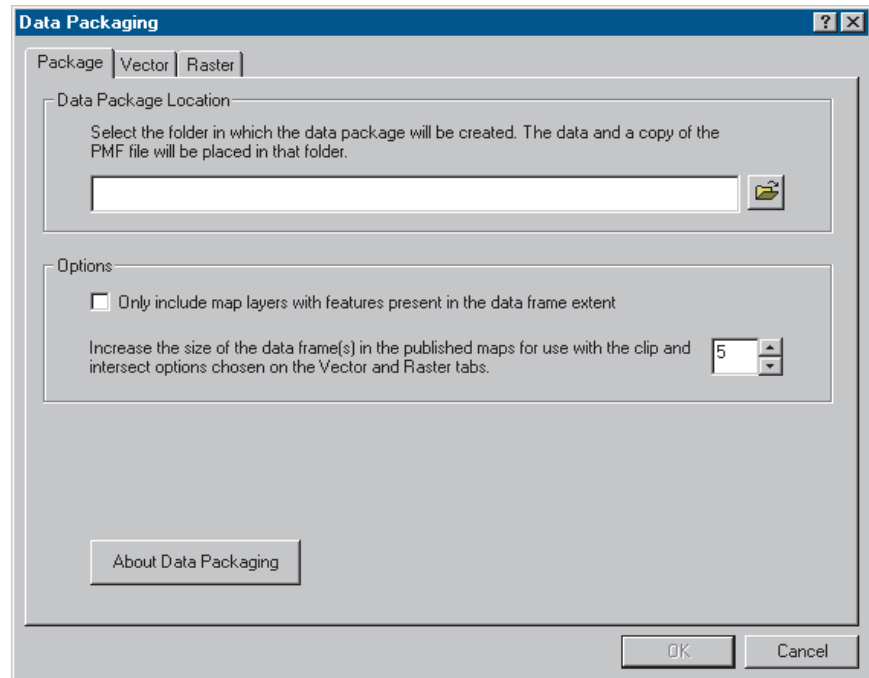 Data Packaging
Package Vector Raster
Data Package Location
Select the folder in which the data package will be created. The data and a copy of the
PMF file will be placed in that folder.
Options
Only include map layers with features present in the data frame extent
Increase the size of the data frame(s) in the published maps for use with the clip and
intersect options chosen on the Vector and Raster tabs.
5
About Data Packaging
OK Cancel